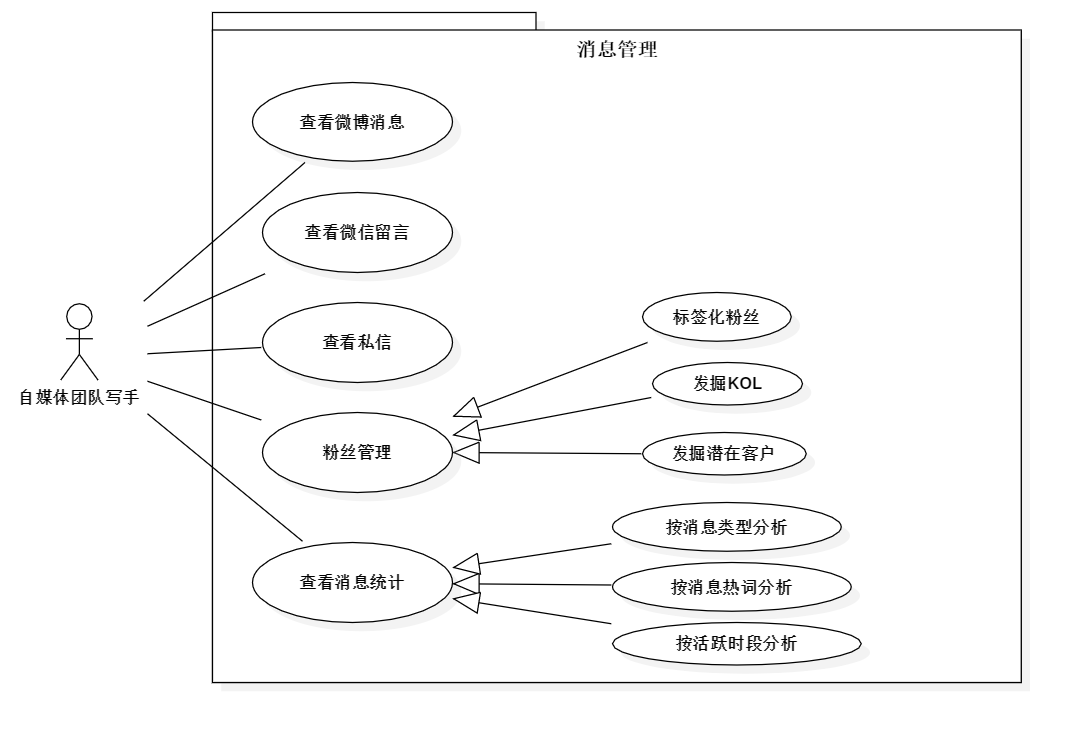 消息管理
查看微博消息
查看微信留言
查看私信
标签化粉丝
发掘KOL
自媒体团队写手
粉丝管理
发掘潜在客户
按消息类型分析
查看消息统计
按消息热词分析
按活跃时段分析